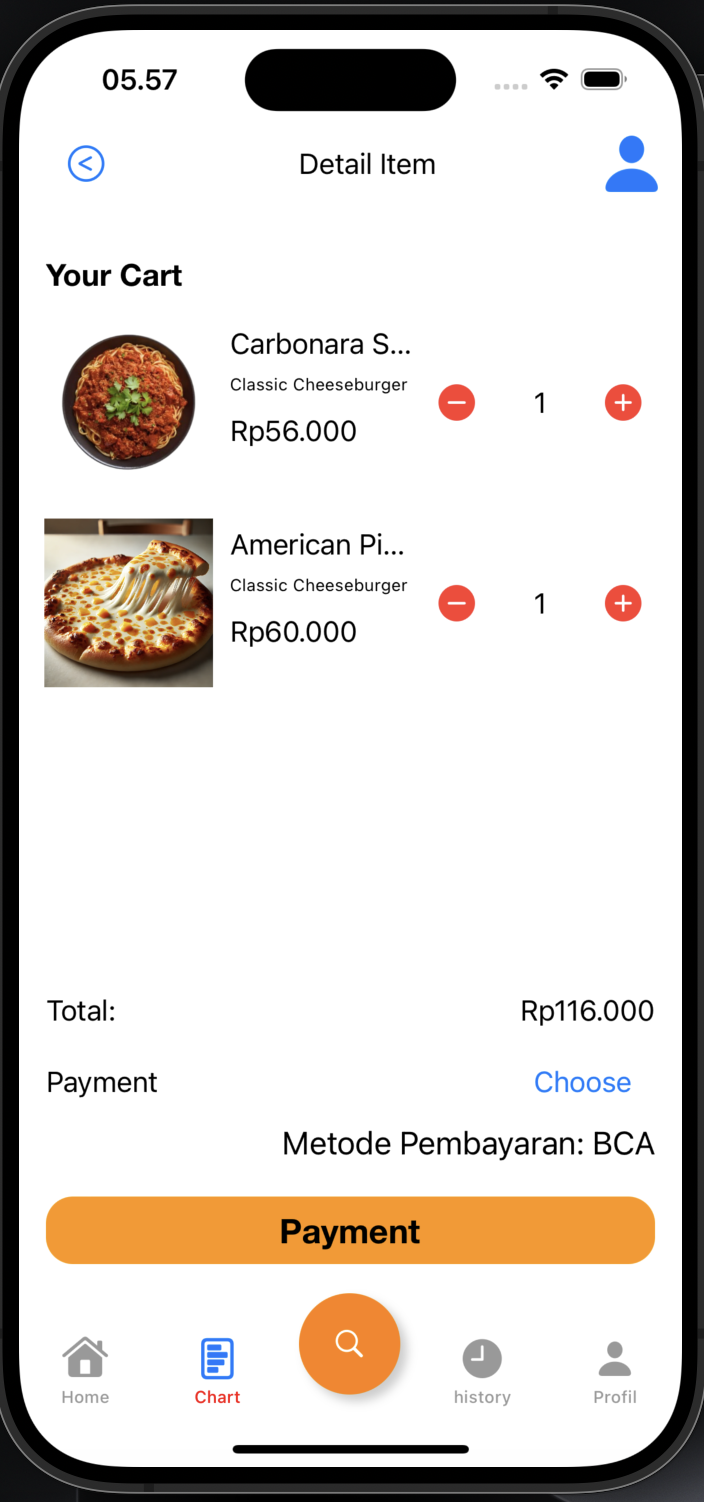 05.57
Detail Item
Your Cart
Carbonara S...
Classic Cheeseburger
Rp56.000
1
American Pi...
Classic Cheeseburger
Rp60.000
1
Total: Rp116.000
Payment Choose
Metode Pembayaran: BCA
Payment
Home Chart history Profil